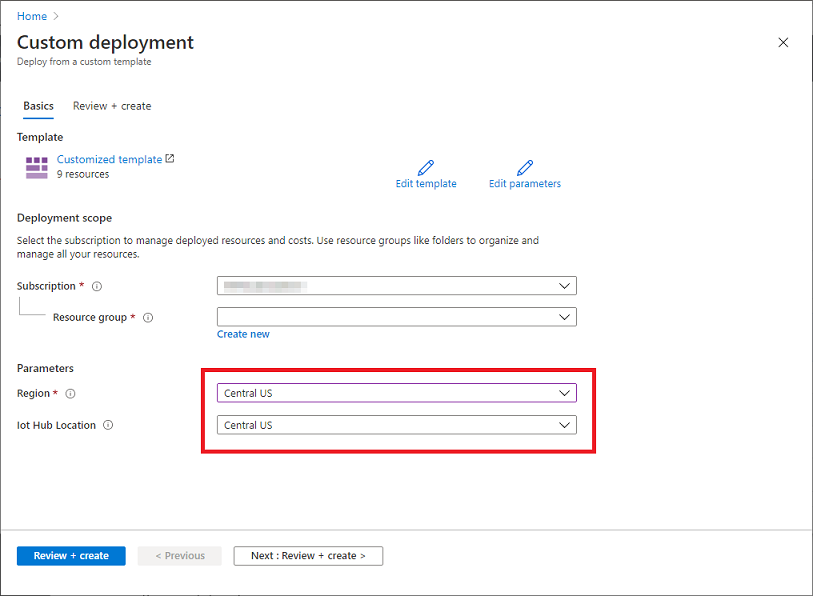 Home >
Custom deployment
Deploy from a custom template
Basics Review + create
Template
Customized template
9 resources
Edit template Edit parameters
Deployment scope
Select the subscription to manage deployed resources and costs. Use resource groups like folders to organize and
manage all your resources.
Subscription *
Resource group *
Create new
Parameters
Region * Central US
Iot Hub Location Central US
Review + create < Previous Next : Review + create >